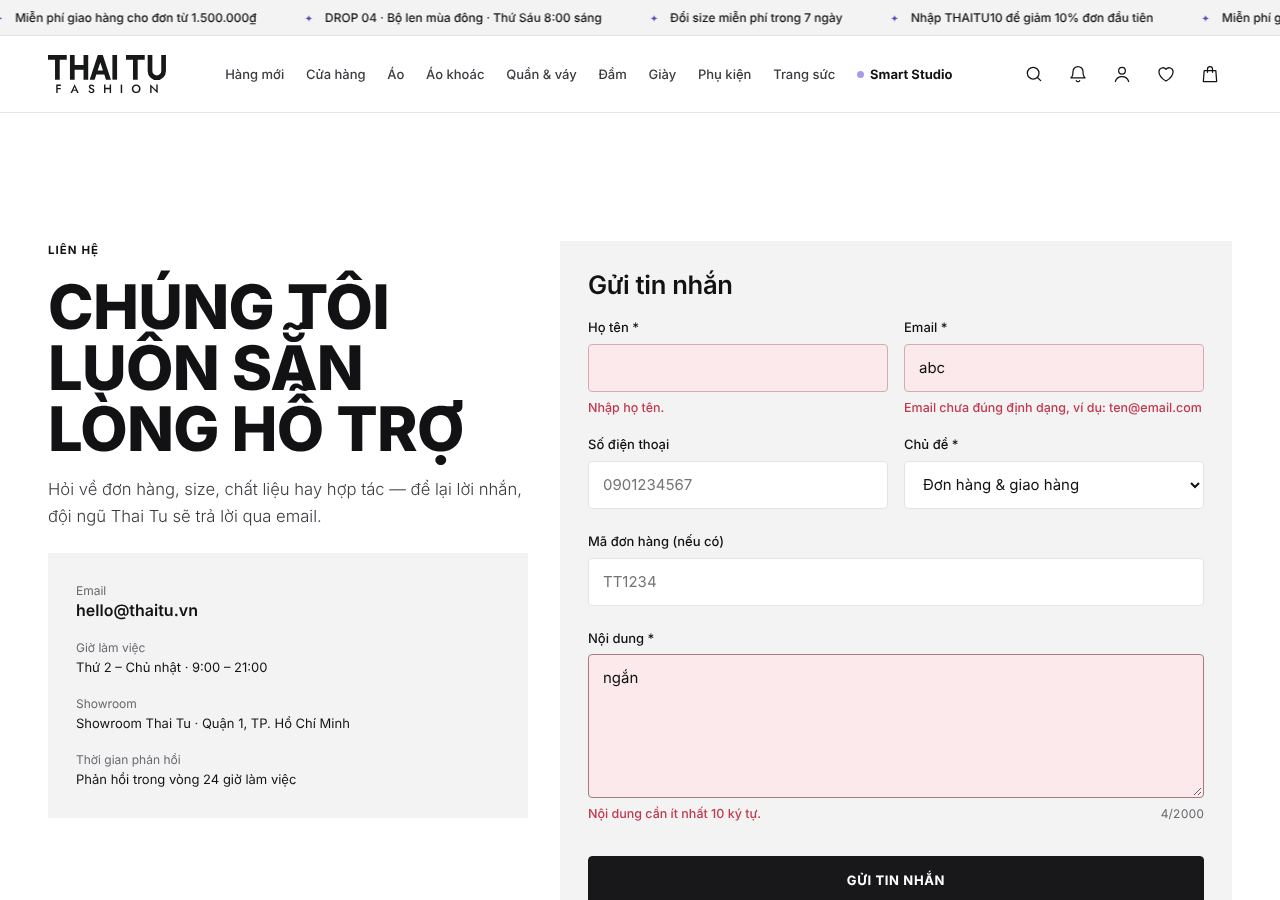 Miễn phí giao hàng cho đơn từ 1.500.000₫ ✦ DROP 04 · Bộ len mùa đông · Thứ Sáu 8:00 sáng ✦ Đổi size miễn phí trong 7 ngày ✦ Nhập THAITU10 để giảm 10% đơn đầu tiên ✦ Miễn phí
THAI TU
FASHION
Hàng mới Cửa hàng Áo Áo khoác Quần & váy Đầm Giày Phụ kiện Trang sức Smart Studio
LIÊN HỆ
CHÚNG TÔI
LUÔN SẴN
LÒNG HỖ TRỢ
Hỏi về đơn hàng, size, chất liệu hay hợp tác — để lại lời nhắn,
đội ngũ Thai Tu sẽ trả lời qua email.
Email
hello@thaitu.vn
Giờ làm việc
Thứ 2 – Chủ nhật · 9:00 – 21:00
Showroom
Showroom Thai Tu · Quận 1, TP. Hồ Chí Minh
Thời gian phản hồi
Phản hồi trong vòng 24 giờ làm việc
Gửi tin nhắn
Họ tên * Email *
abc
Nhập họ tên. Email chưa đúng định dạng, ví dụ: ten@email.com
Số điện thoại Chủ đề *
0901234567 Đơn hàng & giao hàng
Mã đơn hàng (nếu có)
TT1234
Nội dung *
ngắn
Nội dung cần ít nhất 10 ký tự. 4/2000
GỬI TIN NHẮN